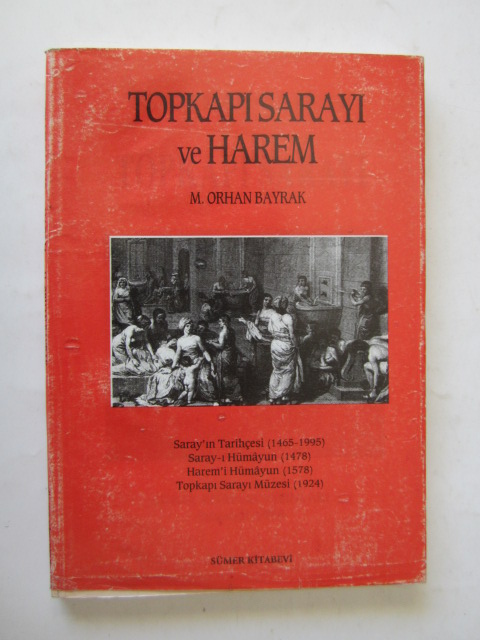 TOPKAPI SARAYI
ve HAREM
M. ORHAN BAYRAK
Saray'ın Tarihçesi (1465-1995)
Saray-ı Hümâyun (1478)
Harem'i Hümâyun (1578)
Topkapı Sarayı Müzesi (1924)
SÜMER KİTABEVİ